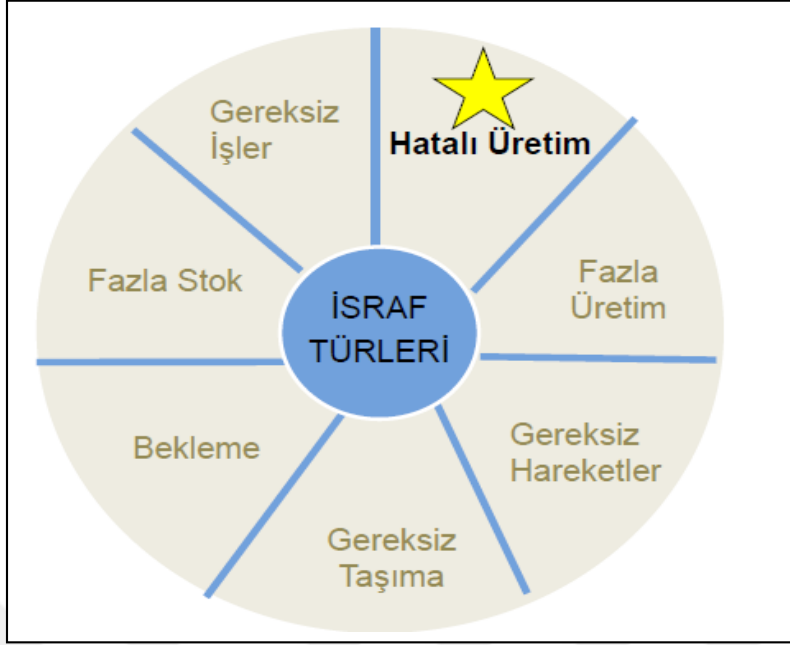 Gereksiz
İşler
Hatalı Üretim
Fazla Stok
Fazla
Üretim
İSRAF
TÜRLERİ
Bekleme
Gereksiz
Hareketler
Gereksiz
Taşıma